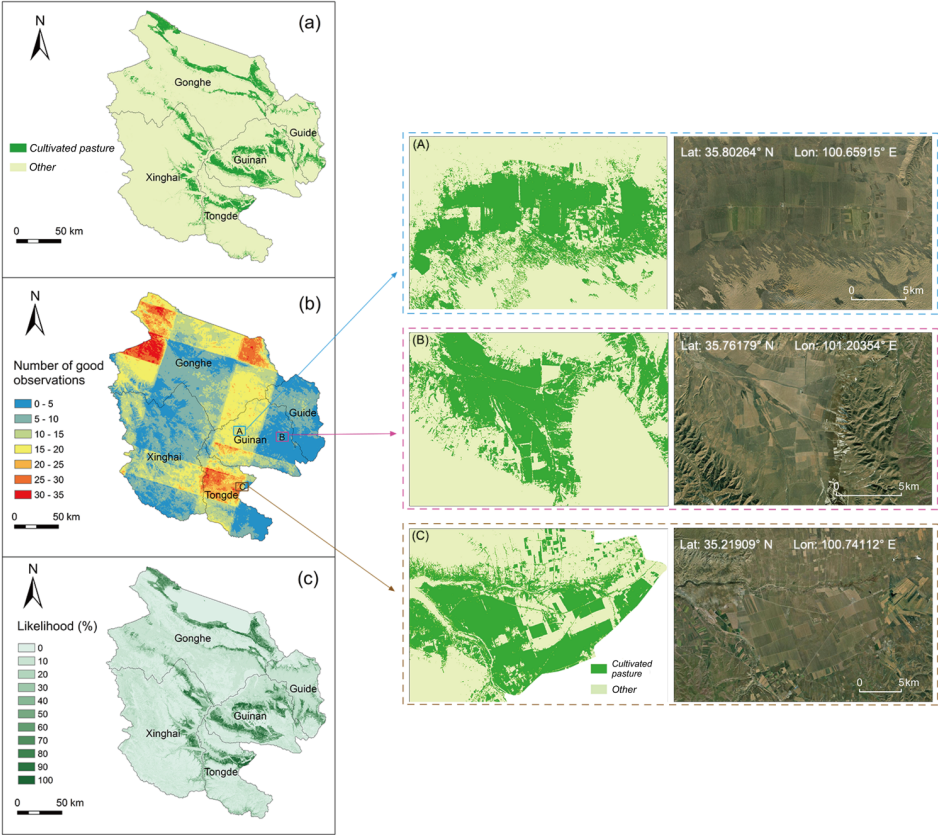 N
(a)
Gonghe
Guide
Cultivated pasture
Other
Guinan
Xinghai
Tongde
0 50 km
N
(b)
Number of good
observations
Gonghe
0 - 5
5 - 10
10 - 15
15 - 20
20 - 25
25 - 30
30 - 35
Guide
A
B
Guinan
Xinghai
C
Tongde
0 50 km
N
(c)
Likelihood (%)
0
10
20
30
40
50
60
70
80
90
100
Gonghe
Guide
Guinan
Xinghai
Tongde
0 50 km
(A)
Lat: 35.80264° N Lon: 100.65915° E
0 5km
(B)
Lat: 35.76179° N Lon: 101.20354° E
0 5km
(C)
Lat: 35.21909° N Lon: 100.74112° E
Cultivated
pasture
Other
0 5km